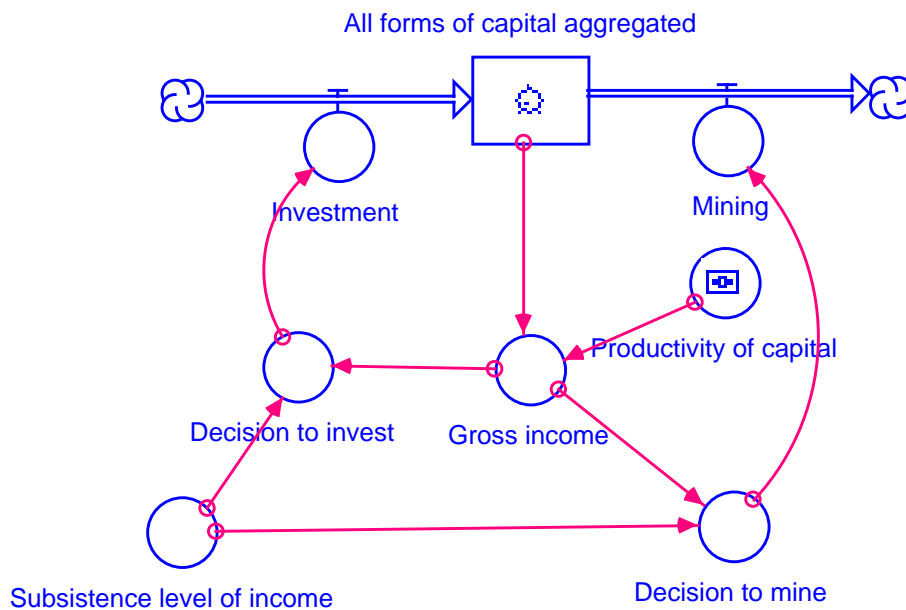 All forms of capital aggregated
Investment
Mining
Productivity of capital
Decision to invest
Gross income
Subsistence level of income
Decision to mine